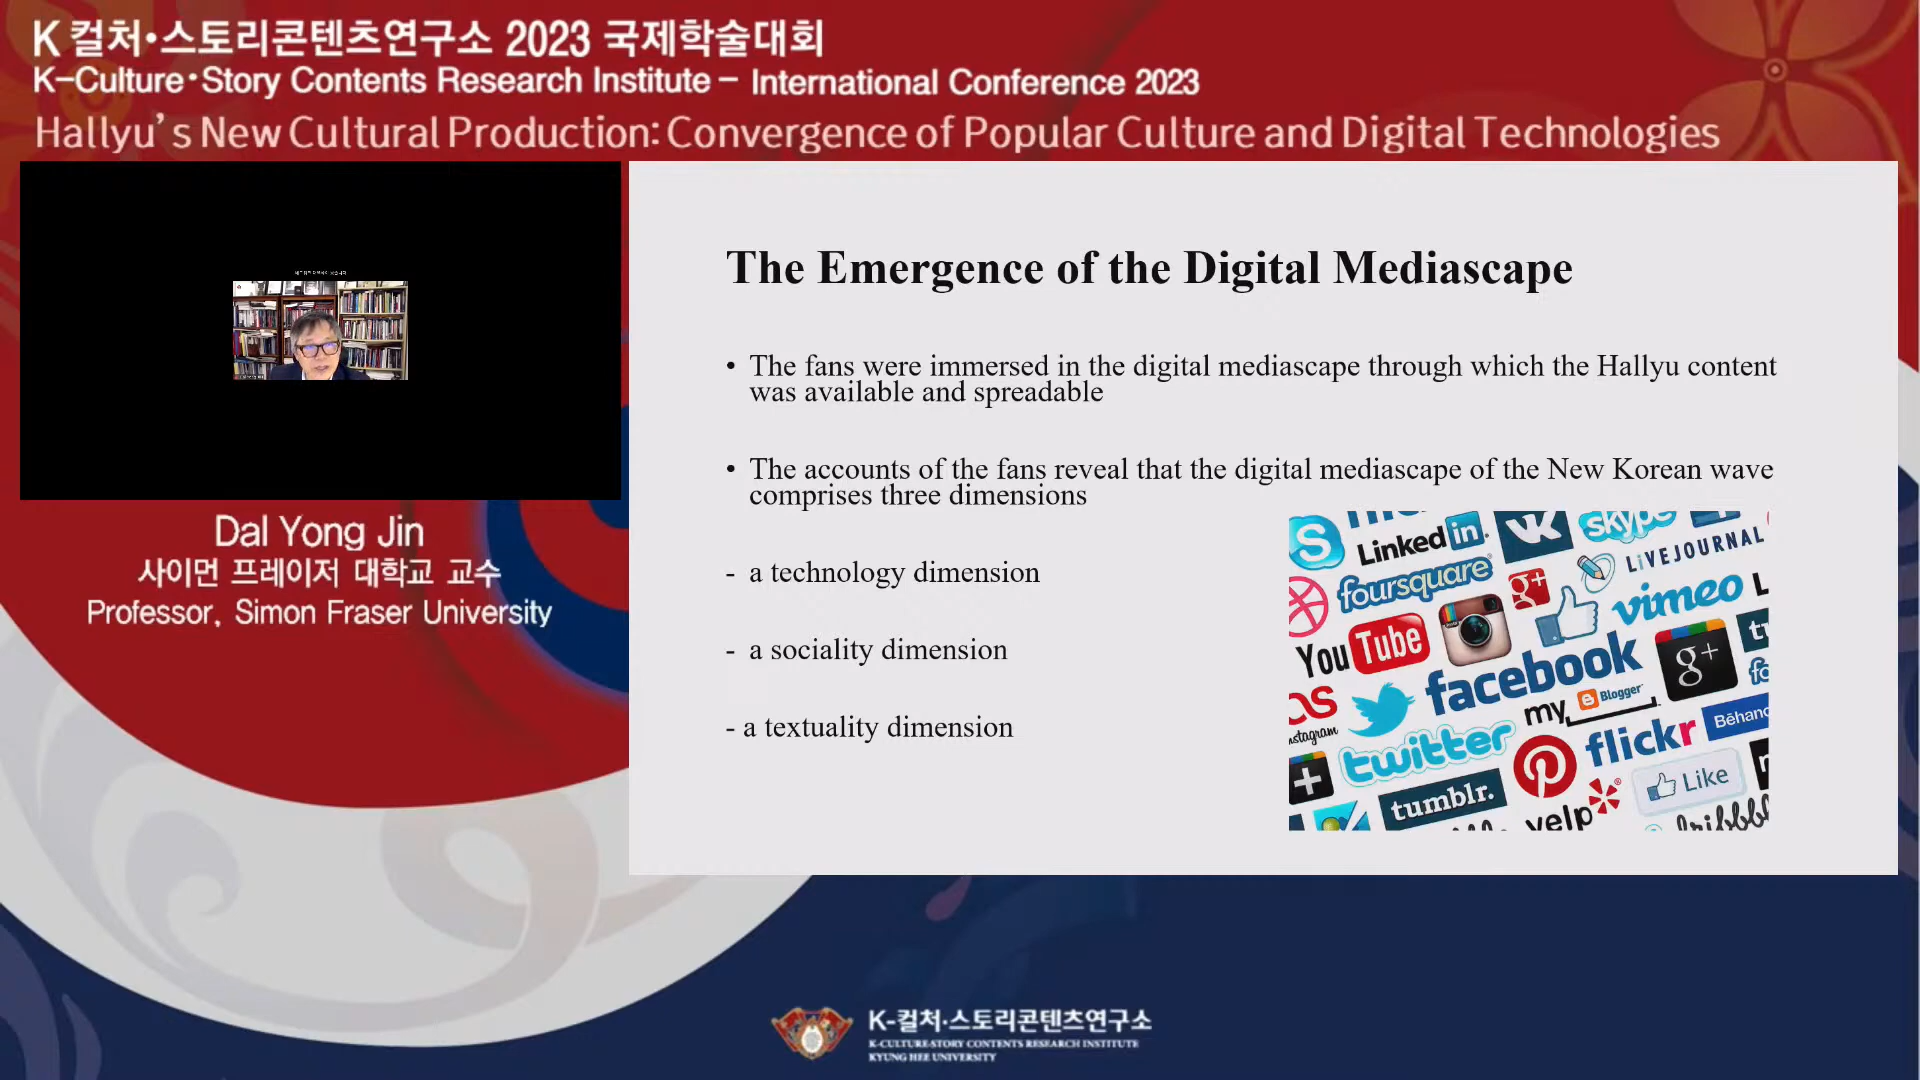 K컬처·스토리콘텐츠연구소 2023 국제학술대회
K-Culture·Story Contents Research Institute - International Conference 2023
Hallyu's New Cultural Production: Convergence of Popular Culture and Digital Technologies
Dal Yong Jin
사이먼 프레이저 대학교 교수
Professor, Simon Fraser University
The Emergence of the Digital Mediascape
• The fans were immersed in the digital mediascape through which the Hallyu content
was available and spreadable
• The accounts of the fans reveal that the digital mediascape of the New Korean wave
comprises three dimensions
- a technology dimension
- a sociality dimension
- a textuality dimension
S
Linked in
VK
skype
LIVEJOURNAL
foursquare
g+
vimeo
You Tube
facebook
g+
my
Blogger
twitter
flickr
Behanc
tumblr.
Like
yelp
K-컬처·스토리콘텐츠연구소
K-CULTURE·STORY CONTENTS RESEARCH INSTITUTE
KYUNG HEE UNIVERSITY